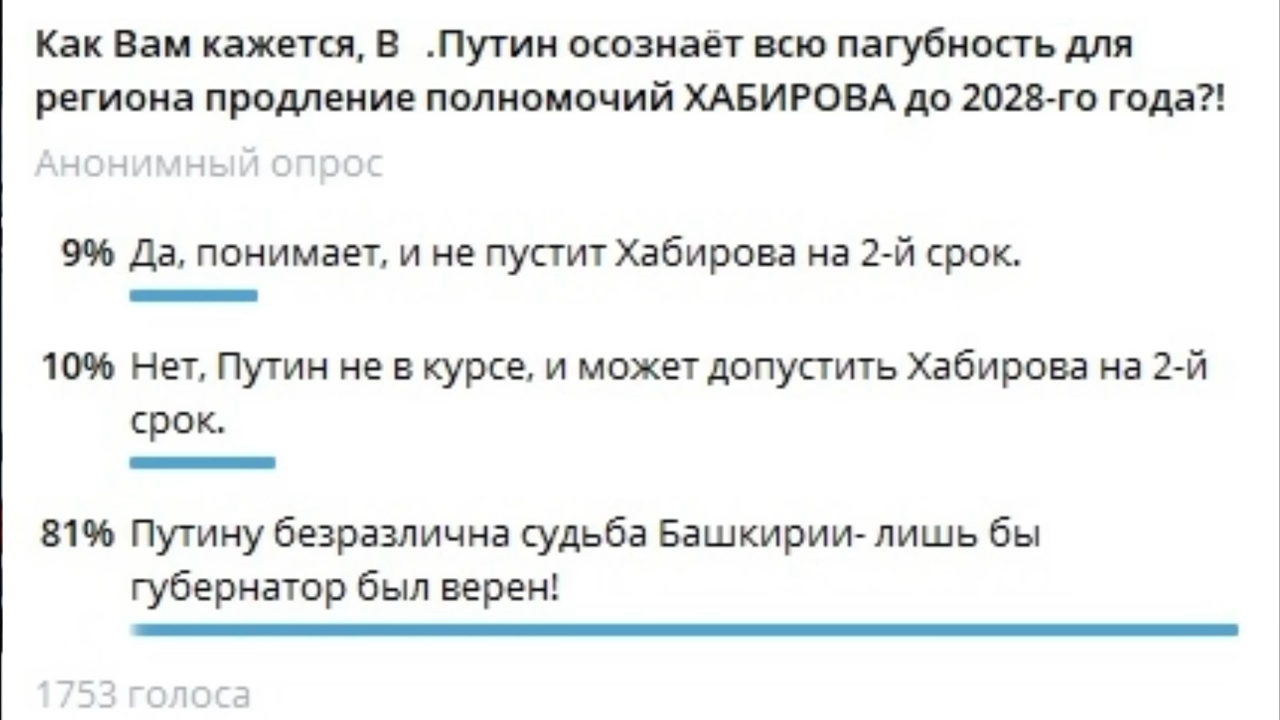 Как Вам кажется, В .Путин осознаёт всю пагубность для
региона продление полномочий ХАБИРОВА до 2028-го года?!
Анонимный опрос
9% Да, понимает, и не пустит Хабирова на 2-й срок.
10% Нет, Путин не в курсе, и может допустить Хабирова на 2-й
срок.
81% Путину безразлична судьба Башкирии- лишь бы
губернатор был верен!
1753 голоса